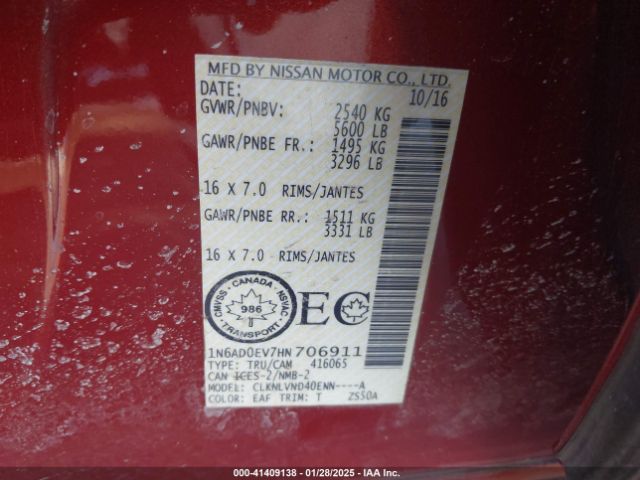 MFD BY NISSAN MOTOR CO., LTD.
DATE: 10/16
GVWR/PNBV: 2540 KG
5600 LB
GAWR/PNBE FR.: 1495 KG
3296 LB
16 X 7.0 RIMS/JANTES
GAWR/PNBE RR.: 1511 KG
3331 LB
16 X 7.0 RIMS/JANTES
CMVSS · CANADA · NSVAC
986
TRANSPORT
EC
1N6AD0EV7HN706911
TYPE: TRU/CAM 416065
CAN ICES-2/NMB-2
MODEL: CLKNLVND40ENN----A
COLOR: EAF TRIM: T ZS50A
000-41409138 - 01/28/2025 - IAA Inc.